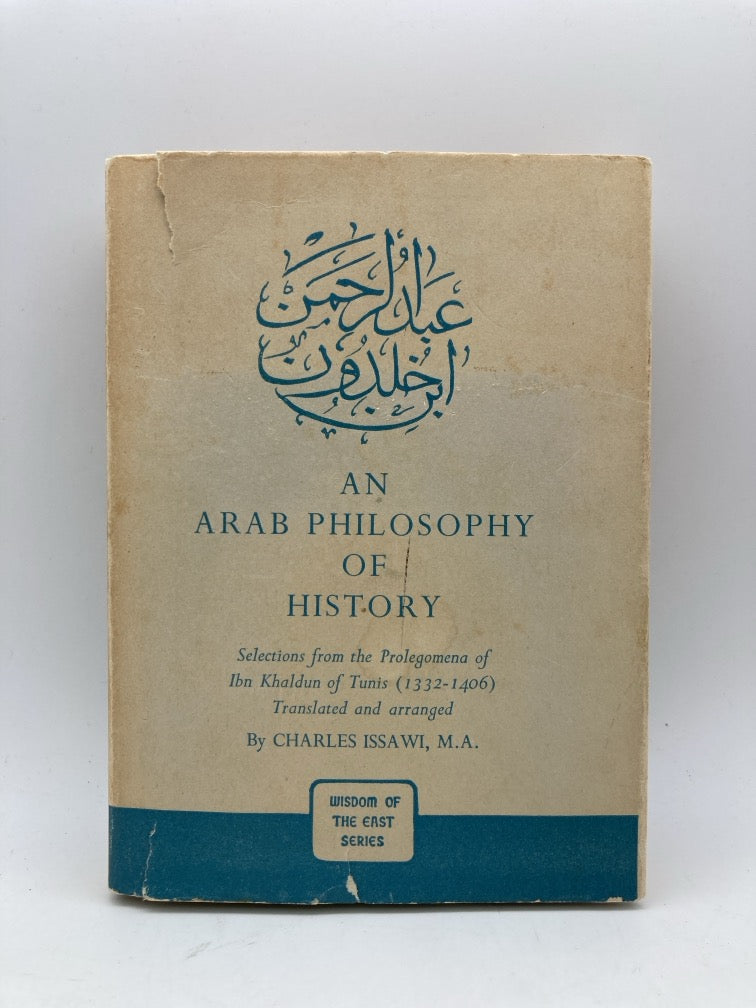 عبد الرحمن
ابن خلدون
AN
ARAB PHILOSOPHY
OF
HISTORY
Selections from the Prolegomena of
Ibn Khaldun of Tunis (1332-1406)
Translated and arranged
By CHARLES ISSAWI, M.A.
WISDOM OF
THE EAST
SERIES